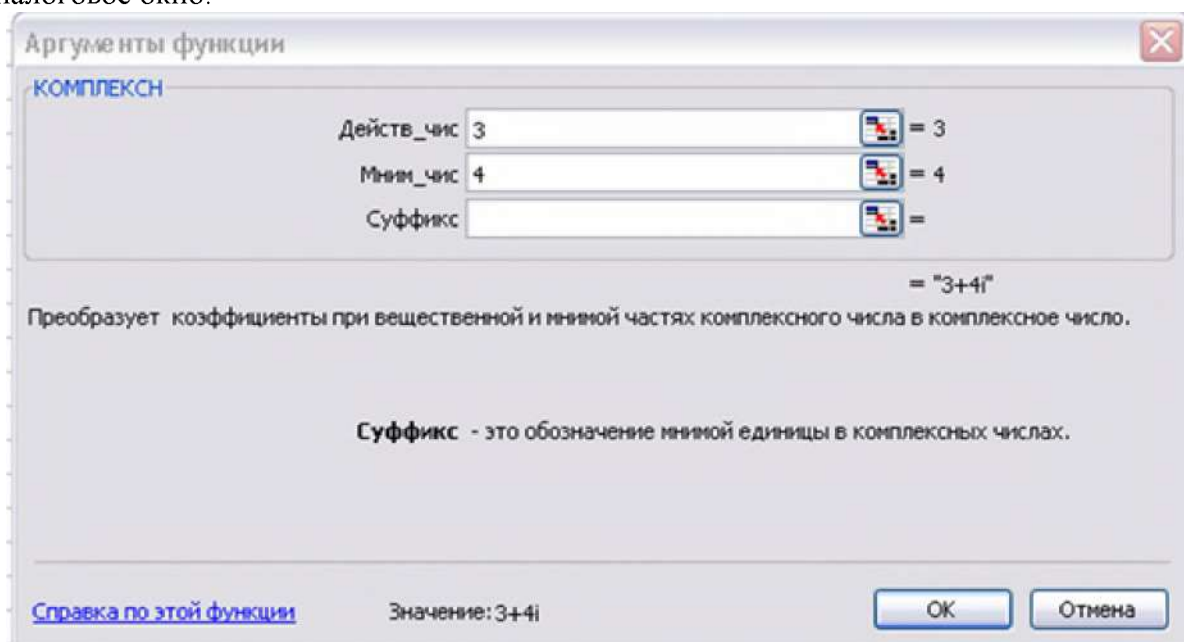 Аргументы функции
КОМПЛЕКСН
Действ_чис 3 = 3
Мним_чис 4 = 4
Суффикс =
= "3+4i"
Преобразует коэффициенты при вещественной и мнимой частях комплексного числа в комплексное число.
Суффикс - это обозначение мнимой единицы в комплексных числах.
Справка по этой функции Значение:3+4i OK Отмена